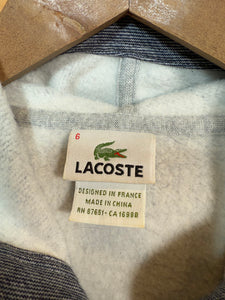 6
LACOSTE
DESIGNED IN FRANCE
MADE IN CHINA
RN 87651 - CA 16888